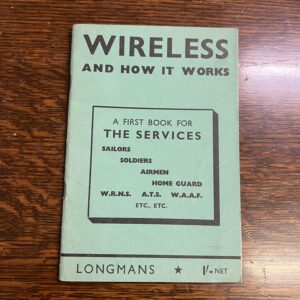 WIRELESS
AND HOW IT WORKS
A FIRST BOOK FOR
THE SERVICES
SAILORS
SOLDIERS
AIRMEN
HOME GUARD
W.R.N.S. A.T.S. W.A.A.F.
ETC., ETC.
LONGMANS ★ 1/- NET